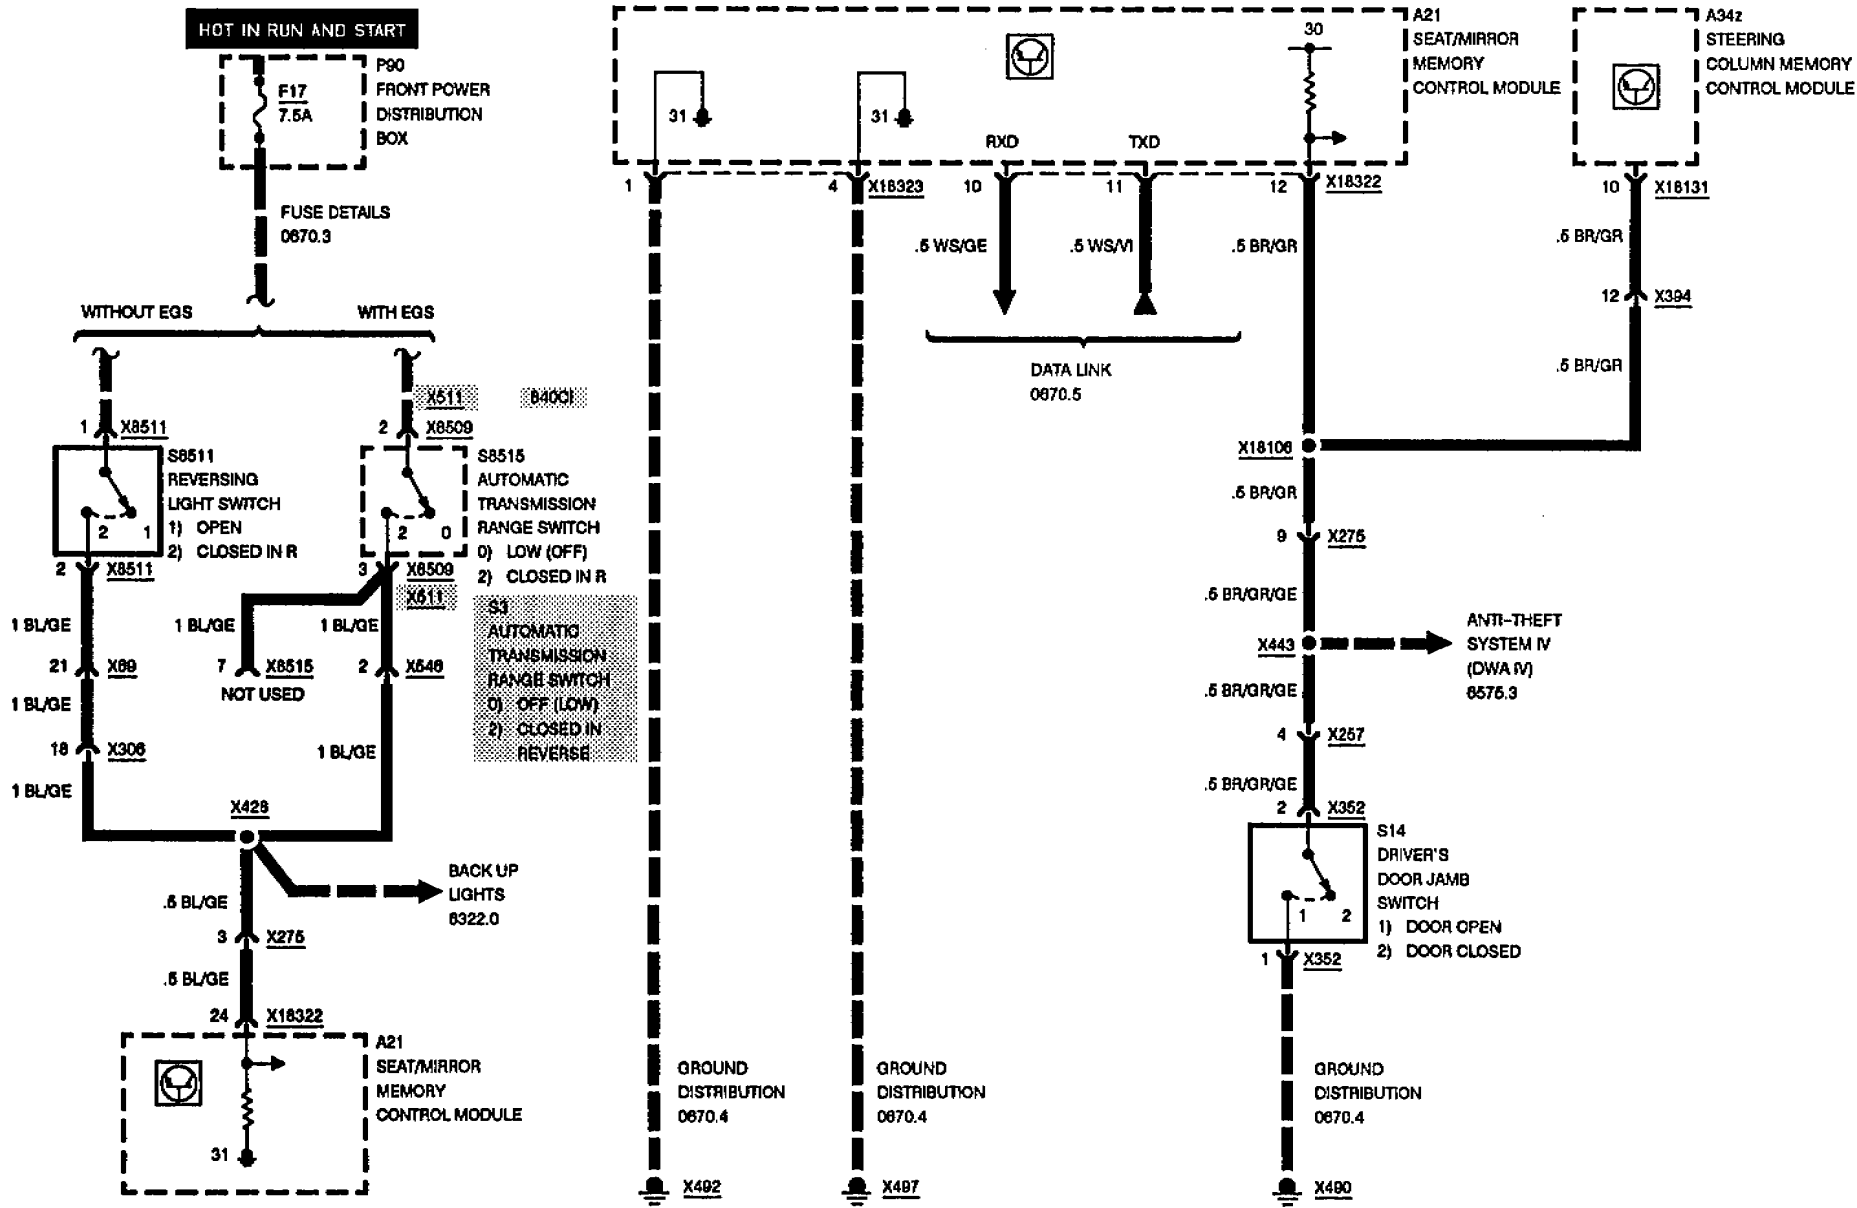 HOT IN RUN AND START
P90
FRONT POWER
DISTRIBUTION
BOX
F17
7.5A
FUSE DETAILS
0670.3
WITHOUT EGS
WITH EGS
X511
840CI
1
X8511
2
X8509
S8511
REVERSING
LIGHT SWITCH
1) OPEN
2) CLOSED IN R
2
1
S8515
AUTOMATIC
TRANSMISSION
RANGE SWITCH
0) LOW (OFF)
2) CLOSED IN R
2
0
2
X8511
3
X8509
X511
S3
AUTOMATIC
TRANSMISSION
RANGE SWITCH
0) OFF (LOW)
2) CLOSED IN
REVERSE
1 BL/GE
1 BL/GE
1 BL/GE
21
X69
7
X8515
NOT USED
2
X546
1 BL/GE
18
X306
1 BL/GE
1 BL/GE
X428
BACK UP
LIGHTS
6322.0
.5 BL/GE
3
X275
.5 BL/GE
24
X18322
A21
SEAT/MIRROR
MEMORY
CONTROL MODULE
31
A21
SEAT/MIRROR
MEMORY
CONTROL MODULE
31
31
RXD
TXD
30
1
4
X18323
10
11
12
X18322
.5 WS/GE
.5 WS/VI
.5 BR/GR
DATA LINK
0670.5
A34z
STEERING
COLUMN MEMORY
CONTROL MODULE
10
X18131
.5 BR/GR
12
X394
.5 BR/GR
X18106
.5 BR/GR
9
X275
.5 BR/GR/GE
X443
ANTI-THEFT
SYSTEM IV
(DWA IV)
6575.3
.5 BR/GR/GE
4
X257
.5 BR/GR/GE
2
X352
S14
DRIVER'S
DOOR JAMB
SWITCH
1) DOOR OPEN
2) DOOR CLOSED
1
2
1
X352
GROUND
DISTRIBUTION
0670.4
X492
GROUND
DISTRIBUTION
0670.4
X497
GROUND
DISTRIBUTION
0670.4
X490